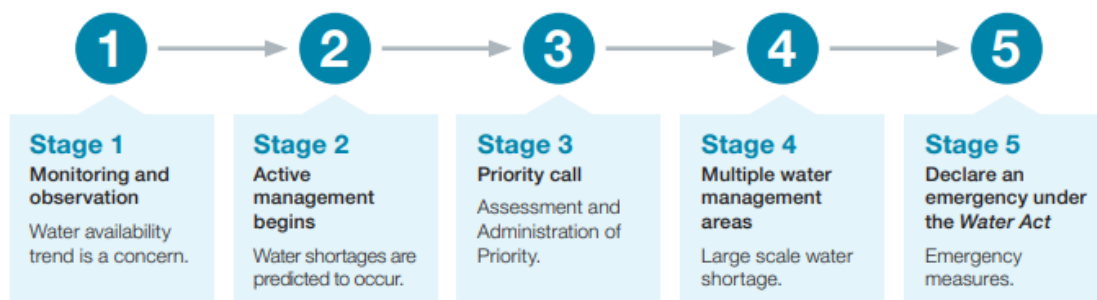 1
2
3
4
5
Stage 1
Monitoring and
observation
Water availability
trend is a concern.
Stage 2
Active
management
begins
Water shortages are
predicted to occur.
Stage 3
Priority call
Assessment and
Administration of
Priority.
Stage 4
Multiple water
management
areas
Large scale water
shortage.
Stage 5
Declare an
emergency under
the Water Act
Emergency
measures.